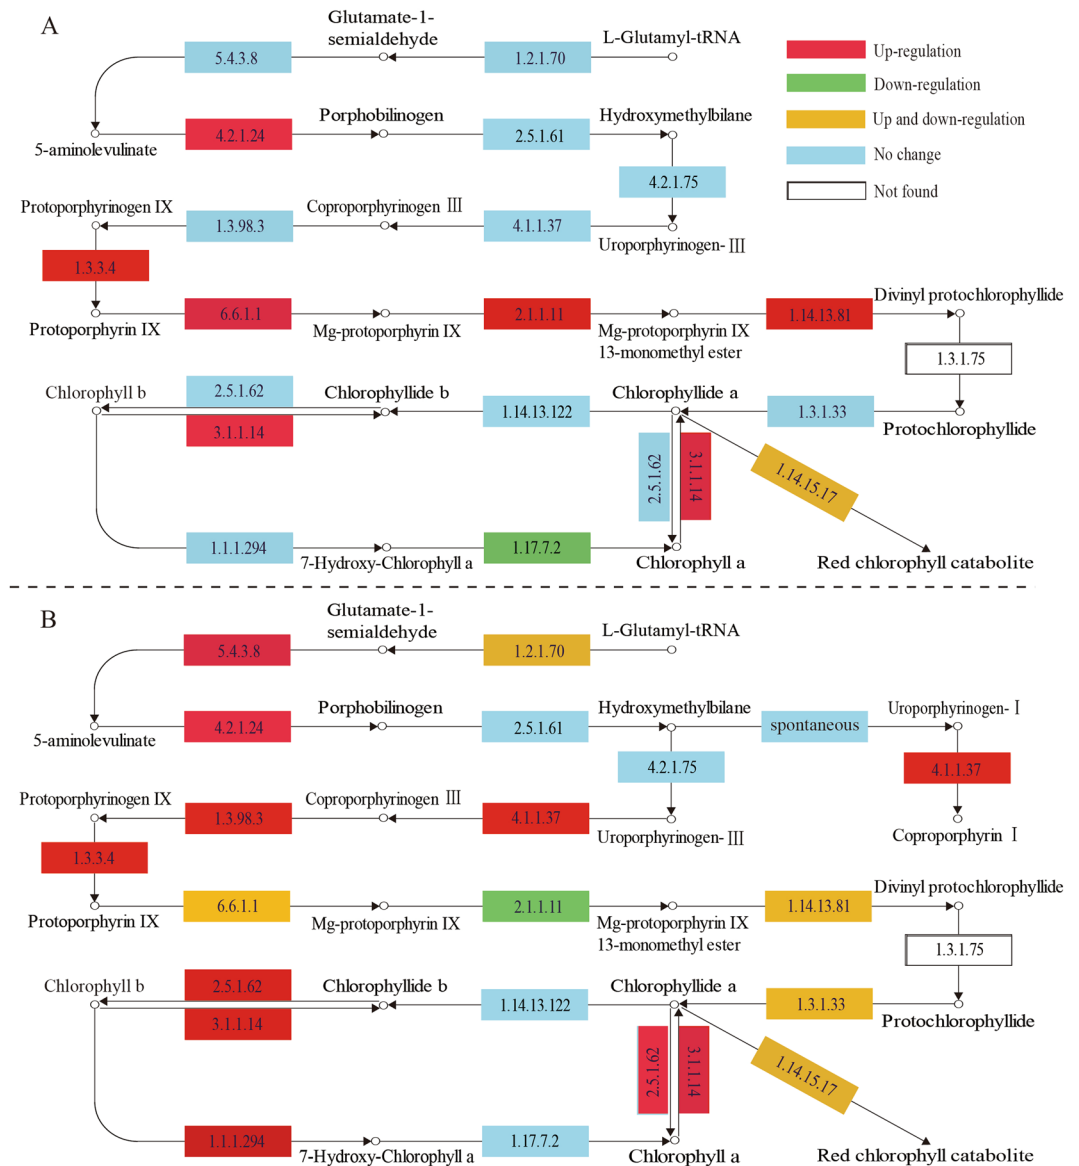 A
Glutamate-1-
semialdehyde
L-Glutamyl-tRNA
5.4.3.8
1.2.1.70
Up-regulation
Down-regulation
Up and down-regulation
No change
Not found
5-aminolevulinate
4.2.1.24
Porphobilinogen
2.5.1.61
Hydroxymethylbilane
4.2.1.75
Protoporphyrinogen IX
1.3.98.3
Coproporphyrinogen III
4.1.1.37
Uroporphyrinogen-III
1.3.3.4
Protoporphyrin IX
6.6.1.1
Mg-protoporphyrin IX
2.1.1.11
Mg-protoporphyrin IX
13-monomethyl ester
1.14.13.81
Divinyl protochlorophyllide
1.3.1.75
Chlorophyll b
2.5.1.62
3.1.1.14
Chlorophyllide b
1.14.13.122
Chlorophyllide a
1.3.1.33
Protochlorophyllide
2.5.1.62
3.1.1.14
1.14.15.17
1.1.1.294
7-Hydroxy-Chlorophyll a
1.17.7.2
Chlorophyll a
Red chlorophyll catabolite
B
Glutamate-1-
semialdehyde
L-Glutamyl-tRNA
5.4.3.8
1.2.1.70
5-aminolevulinate
4.2.1.24
Porphobilinogen
2.5.1.61
Hydroxymethylbilane
spontaneous
Uroporphyrinogen- I
4.2.1.75
4.1.1.37
Protoporphyrinogen IX
1.3.98.3
Coproporphyrinogen III
4.1.1.37
Uroporphyrinogen-III
Coproporphyrin I
1.3.3.4
Protoporphyrin IX
6.6.1.1
Mg-protoporphyrin IX
2.1.1.11
Mg-protoporphyrin IX
13-monomethyl ester
1.14.13.81
Divinyl protochlorophyllide
1.3.1.75
Chlorophyll b
2.5.1.62
3.1.1.14
Chlorophyllide b
1.14.13.122
Chlorophyllide a
1.3.1.33
Protochlorophyllide
2.5.1.62
3.1.1.14
1.14.15.17
1.1.1.294
7-Hydroxy-Chlorophyll a
1.17.7.2
Chlorophyll a
Red chlorophyll catabolite